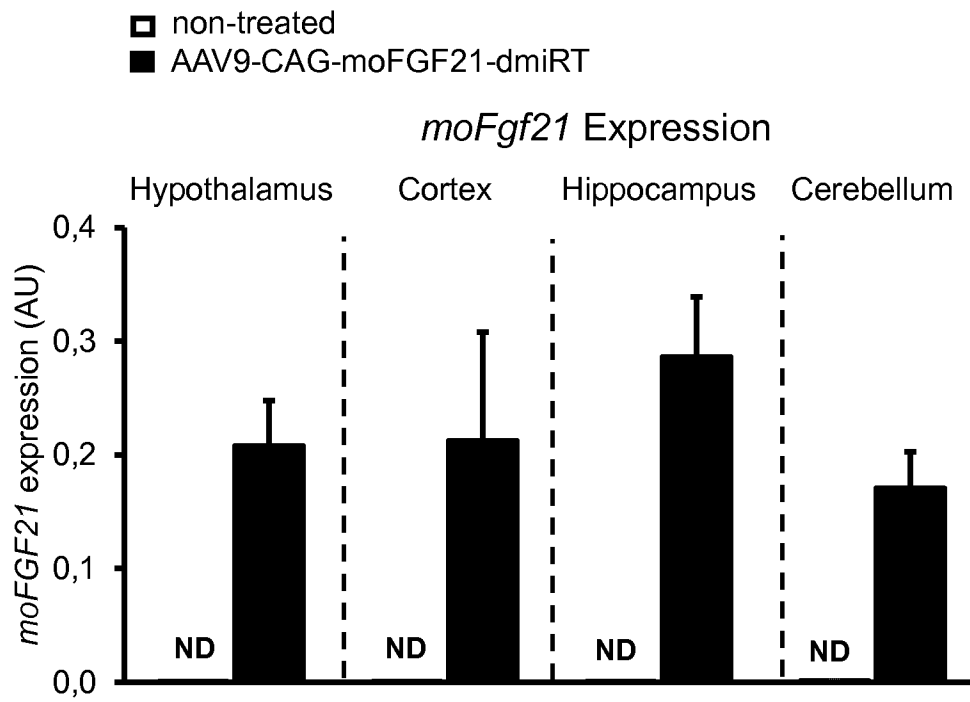 non-treated
AAV9-CAG-moFGF21-dmiRT
moFgf21 Expression
Hypothalamus Cortex Hippocampus Cerebellum
moFGF21 expression (AU)
0,4
0,3
0,2
0,1
0,0
ND ND ND ND